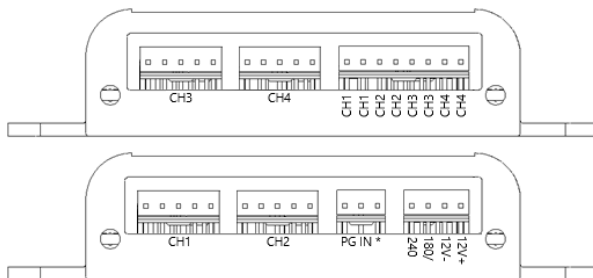 CH3 CH4
CH1 CH1 CH2 CH2 CH3 CH3 CH4 CH4
CH1 CH2 PG IN *
240 180/ 12V- 12V+